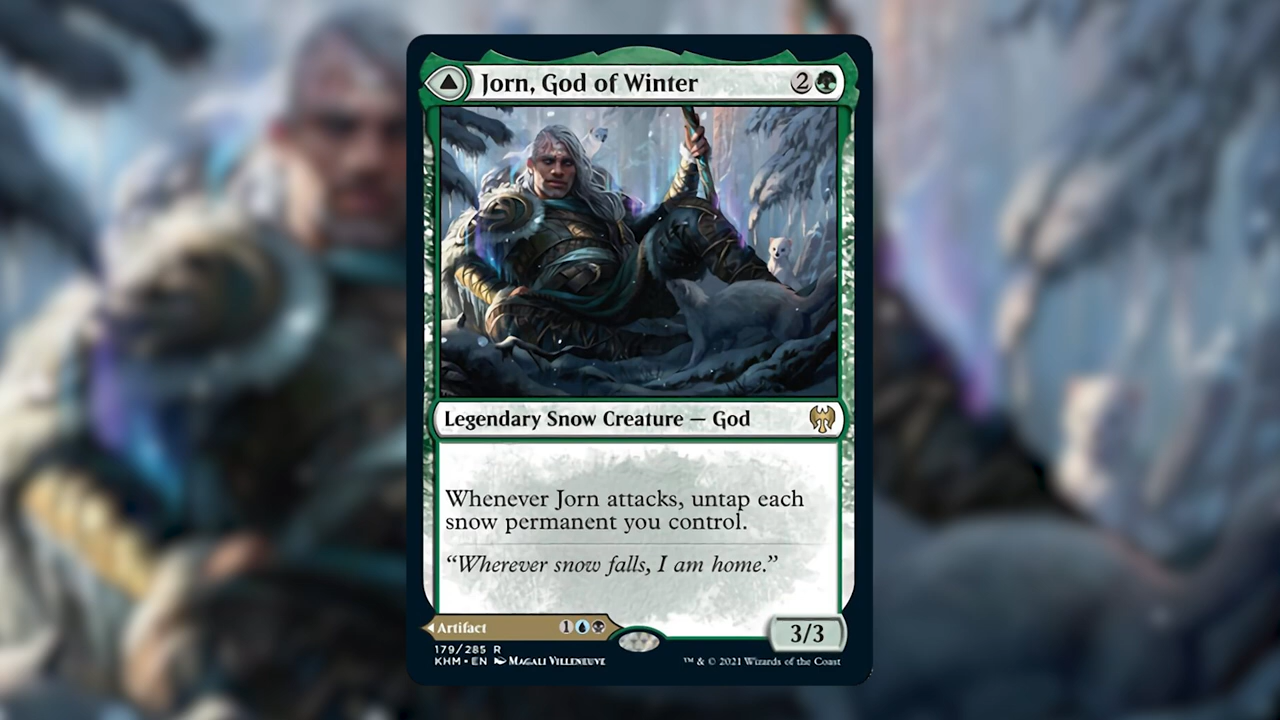 Jorn, God of Winter 2
Legendary Snow Creature — God
Whenever Jorn attacks, untap each
snow permanent you control.
“Wherever snow falls, I am home.”
Artifact 1
3/3
179/285 R
KHM • EN Magali Villeneuve
™ & © 2021 Wizards of the Coast